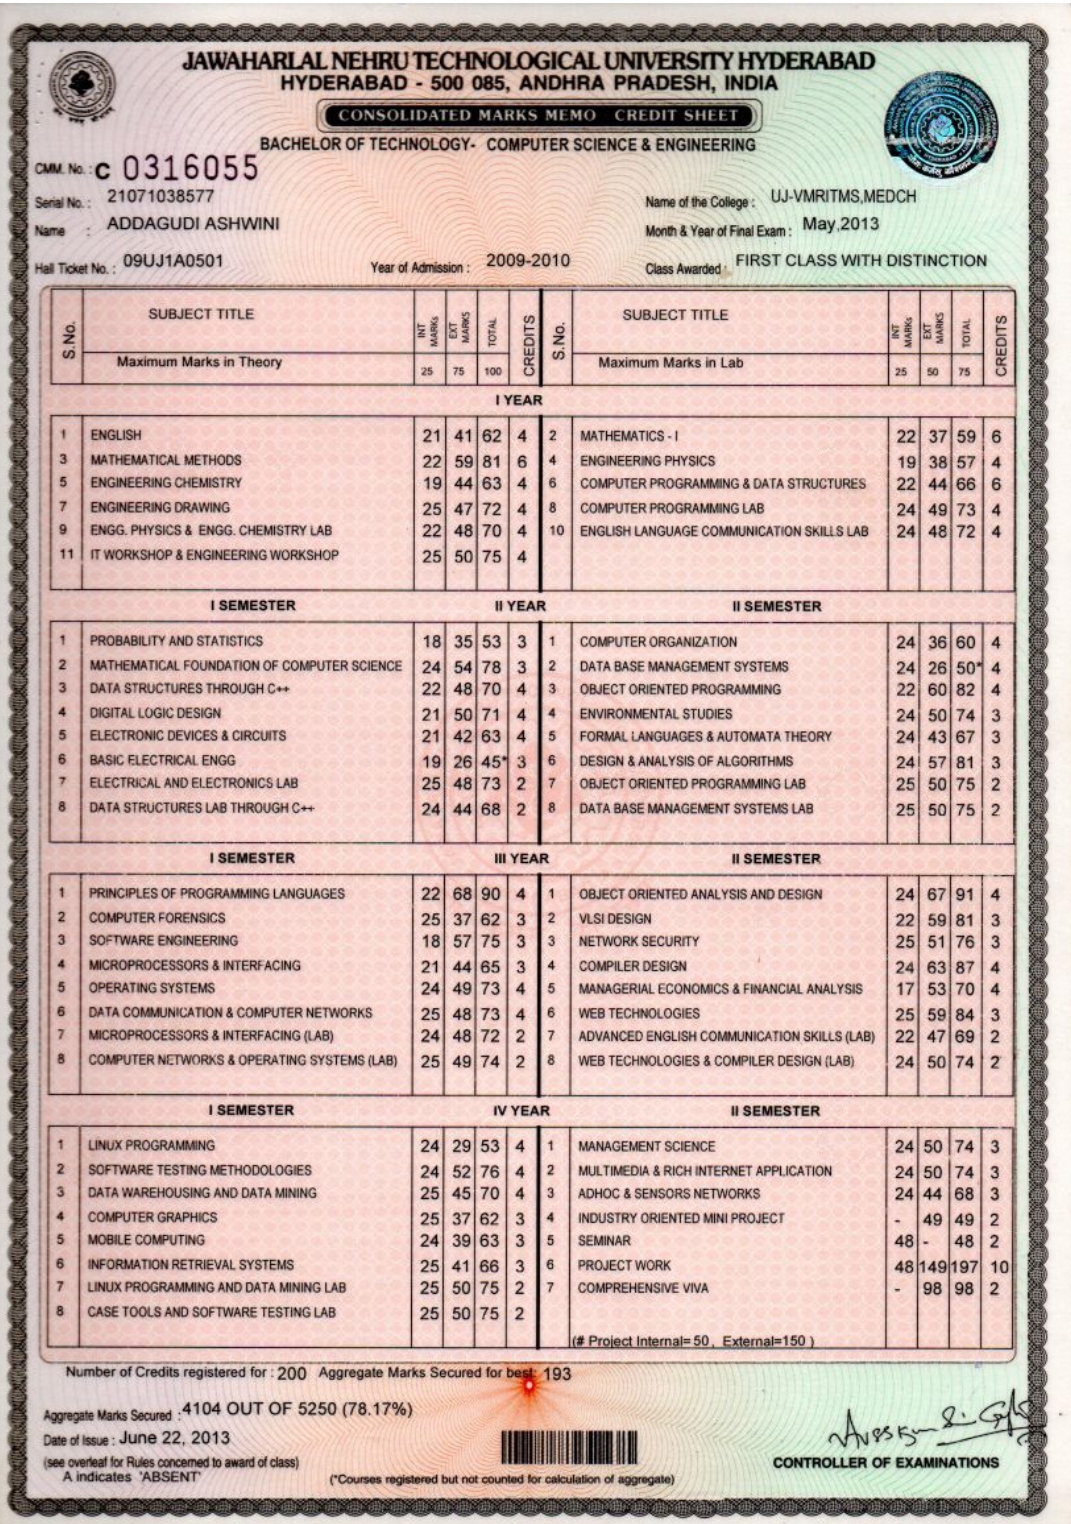 JAWAHARLAL NEHRU TECHNOLOGICAL UNIVERSITY HYDERABAD
HYDERABAD - 500 085, ANDHRA PRADESH, INDIA
CONSOLIDATED MARKS MEMO CREDIT SHEET
BACHELOR OF TECHNOLOGY- COMPUTER SCIENCE & ENGINEERING
CMM. No. : C 0316055
Serial No. : 21071038577 Name of the College : UJ-VMRITMS,MEDCH
Name : ADDAGUDI ASHWINI Month & Year of Final Exam : May,2013
Hall Ticket No. : 09UJ1A0501 Year of Admission : 2009-2010 Class Awarded : FIRST CLASS WITH DISTINCTION
S.No. SUBJECT TITLE INT MARKs EXT MARKS TOTAL CREDITS S.No. SUBJECT TITLE INT MARKs EXT MARKS TOTAL CREDITS
Maximum Marks in Theory 25 75 100 Maximum Marks in Lab 25 50 75
I YEAR
1 ENGLISH 21 41 62 4 2 MATHEMATICS - I 22 37 59 6
3 MATHEMATICAL METHODS 22 59 81 6 4 ENGINEERING PHYSICS 19 38 57 4
5 ENGINEERING CHEMISTRY 19 44 63 4 6 COMPUTER PROGRAMMING & DATA STRUCTURES 22 44 66 6
7 ENGINEERING DRAWING 25 47 72 4 8 COMPUTER PROGRAMMING LAB 24 49 73 4
9 ENGG. PHYSICS & ENGG. CHEMISTRY LAB 22 48 70 4 10 ENGLISH LANGUAGE COMMUNICATION SKILLS LAB 24 48 72 4
11 IT WORKSHOP & ENGINEERING WORKSHOP 25 50 75 4
I SEMESTER II YEAR II SEMESTER
1 PROBABILITY AND STATISTICS 18 35 53 3 1 COMPUTER ORGANIZATION 24 36 60 4
2 MATHEMATICAL FOUNDATION OF COMPUTER SCIENCE 24 54 78 3 2 DATA BASE MANAGEMENT SYSTEMS 24 26 50* 4
3 DATA STRUCTURES THROUGH C++ 22 48 70 4 3 OBJECT ORIENTED PROGRAMMING 22 60 82 4
4 DIGITAL LOGIC DESIGN 21 50 71 4 4 ENVIRONMENTAL STUDIES 24 50 74 3
5 ELECTRONIC DEVICES & CIRCUITS 21 42 63 4 5 FORMAL LANGUAGES & AUTOMATA THEORY 24 43 67 3
6 BASIC ELECTRICAL ENGG 19 26 45* 3 6 DESIGN & ANALYSIS OF ALGORITHMS 24 57 81 3
7 ELECTRICAL AND ELECTRONICS LAB 25 48 73 2 7 OBJECT ORIENTED PROGRAMMING LAB 25 50 75 2
8 DATA STRUCTURES LAB THROUGH C++ 24 44 68 2 8 DATA BASE MANAGEMENT SYSTEMS LAB 25 50 75 2
I SEMESTER III YEAR II SEMESTER
1 PRINCIPLES OF PROGRAMMING LANGUAGES 22 68 90 4 1 OBJECT ORIENTED ANALYSIS AND DESIGN 24 67 91 4
2 COMPUTER FORENSICS 25 37 62 3 2 VLSI DESIGN 22 59 81 3
3 SOFTWARE ENGINEERING 18 57 75 3 3 NETWORK SECURITY 25 51 76 3
4 MICROPROCESSORS & INTERFACING 21 44 65 3 4 COMPILER DESIGN 24 63 87 4
5 OPERATING SYSTEMS 24 49 73 4 5 MANAGERIAL ECONOMICS & FINANCIAL ANALYSIS 17 53 70 4
6 DATA COMMUNICATION & COMPUTER NETWORKS 25 48 73 4 6 WEB TECHNOLOGIES 25 59 84 3
7 MICROPROCESSORS & INTERFACING (LAB) 24 48 72 2 7 ADVANCED ENGLISH COMMUNICATION SKILLS (LAB) 22 47 69 2
8 COMPUTER NETWORKS & OPERATING SYSTEMS (LAB) 25 49 74 2 8 WEB TECHNOLOGIES & COMPILER DESIGN (LAB) 24 50 74 2
I SEMESTER IV YEAR II SEMESTER
1 LINUX PROGRAMMING 24 29 53 4 1 MANAGEMENT SCIENCE 24 50 74 3
2 SOFTWARE TESTING METHODOLOGIES 24 52 76 4 2 MULTIMEDIA & RICH INTERNET APPLICATION 24 50 74 3
3 DATA WAREHOUSING AND DATA MINING 25 45 70 4 3 ADHOC & SENSORS NETWORKS 24 44 68 3
4 COMPUTER GRAPHICS 25 37 62 3 4 INDUSTRY ORIENTED MINI PROJECT - 49 49 2
5 MOBILE COMPUTING 24 39 63 3 5 SEMINAR 48 - 48 2
6 INFORMATION RETRIEVAL SYSTEMS 25 41 66 3 6 PROJECT WORK 48 149 197 10
7 LINUX PROGRAMMING AND DATA MINING LAB 25 50 75 2 7 COMPREHENSIVE VIVA - 98 98 2
8 CASE TOOLS AND SOFTWARE TESTING LAB 25 50 75 2
(# Project Internal= 50 , External=150 )
Number of Credits registered for : 200 Aggregate Marks Secured for best: 193
Aggregate Marks Secured : 4104 OUT OF 5250 (78.17%)
Date of Issue : June 22, 2013
(see overleaf for Rules concerned to award of class) CONTROLLER OF EXAMINATIONS
A indicates 'ABSENT' (*Courses registered but not counted for calculation of aggregate)